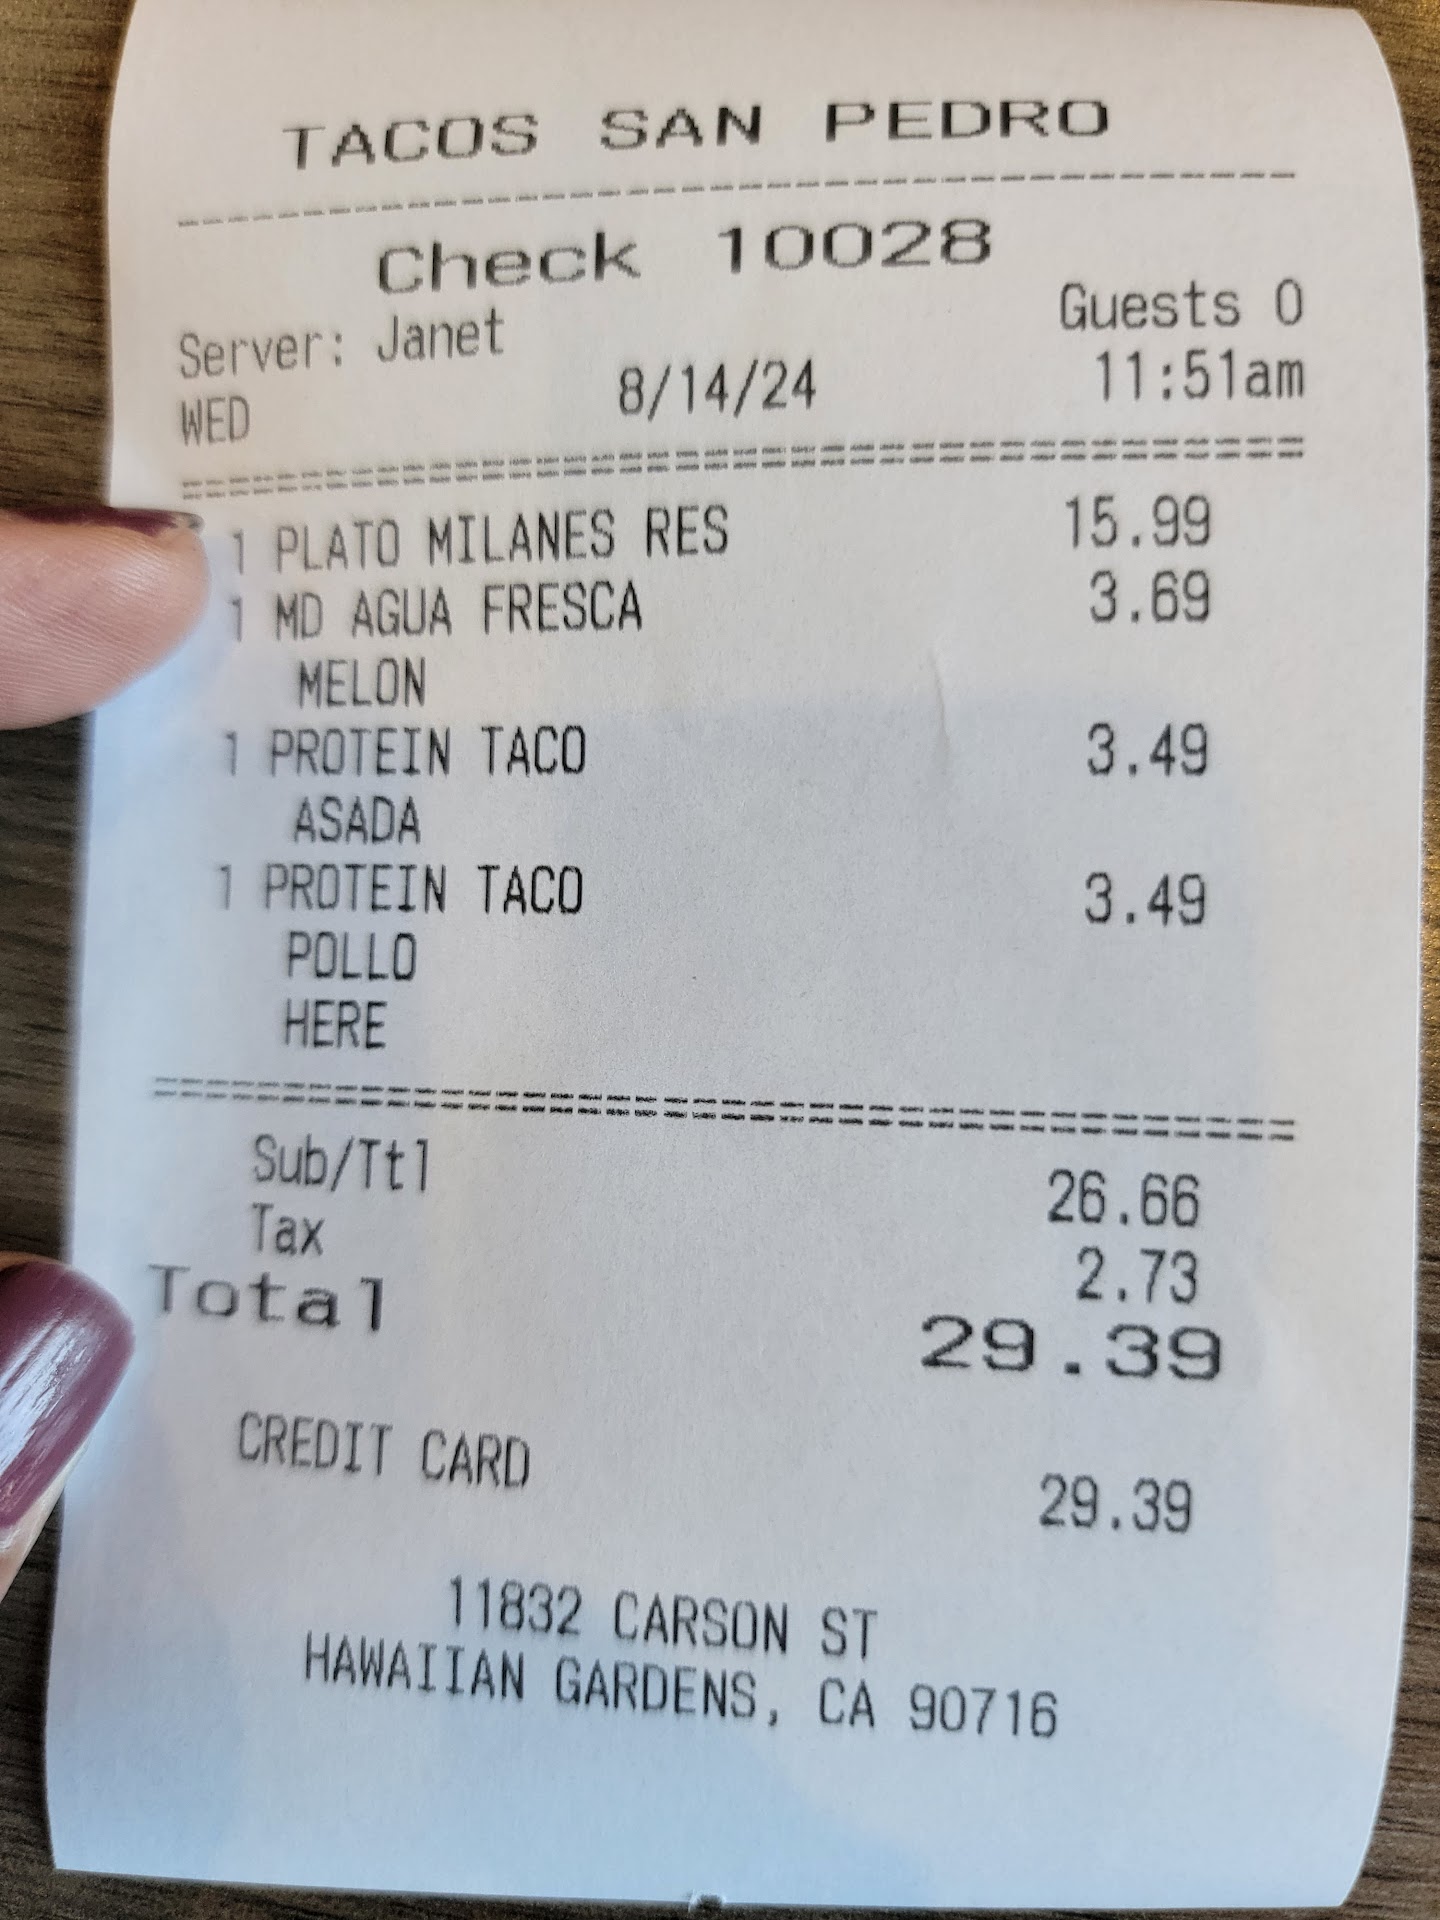 TACOS SAN PEDRO
Check 10028
Guests 0
Server: Janet
WED 8/14/24 11:51am
1 PLATO MILANES RES 15.99
1 MD AGUA FRESCA 3.69
MELON
1 PROTEIN TACO 3.49
ASADA
1 PROTEIN TACO 3.49
POLLO
HERE
Sub/Ttl 26.66
Tax 2.73
Total 29.39
CREDIT CARD 29.39
11832 CARSON ST
HAWAIIAN GARDENS, CA 90716